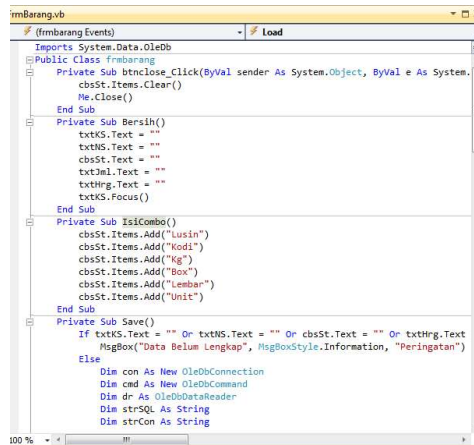 FrmBarang.vb
(frmbarang Events) Load
Imports System.Data.OleDb
Public Class frmbarang
Private Sub btnclose_Click(ByVal sender As System.Object, ByVal e As System.
cbsSt.Items.Clear()
Me.Close()
End Sub
Private Sub Bersih()
txtKS.Text = ""
txtNS.Text = ""
cbsSt.Text = ""
txtJml.Text = ""
txtHrg.Text = ""
txtKS.Focus()
End Sub
Private Sub IsiCombo()
cbsSt.Items.Add("Lusin")
cbsSt.Items.Add("Kodi")
cbsSt.Items.Add("Kg")
cbsSt.Items.Add("Box")
cbsSt.Items.Add("Lembar")
cbsSt.Items.Add("Unit")
End Sub
Private Sub Save()
If txtKS.Text = "" Or txtNS.Text = "" Or cbsSt.Text = "" Or txtHrg.Text
MsgBox("Data Belum Lengkap", MsgBoxStyle.Information, "Peringatan")
Else
Dim con As New OleDbConnection
Dim cmd As New OleDbCommand
Dim dr As OleDbDataReader
Dim strSQL As String
Dim strCon As String
100 %